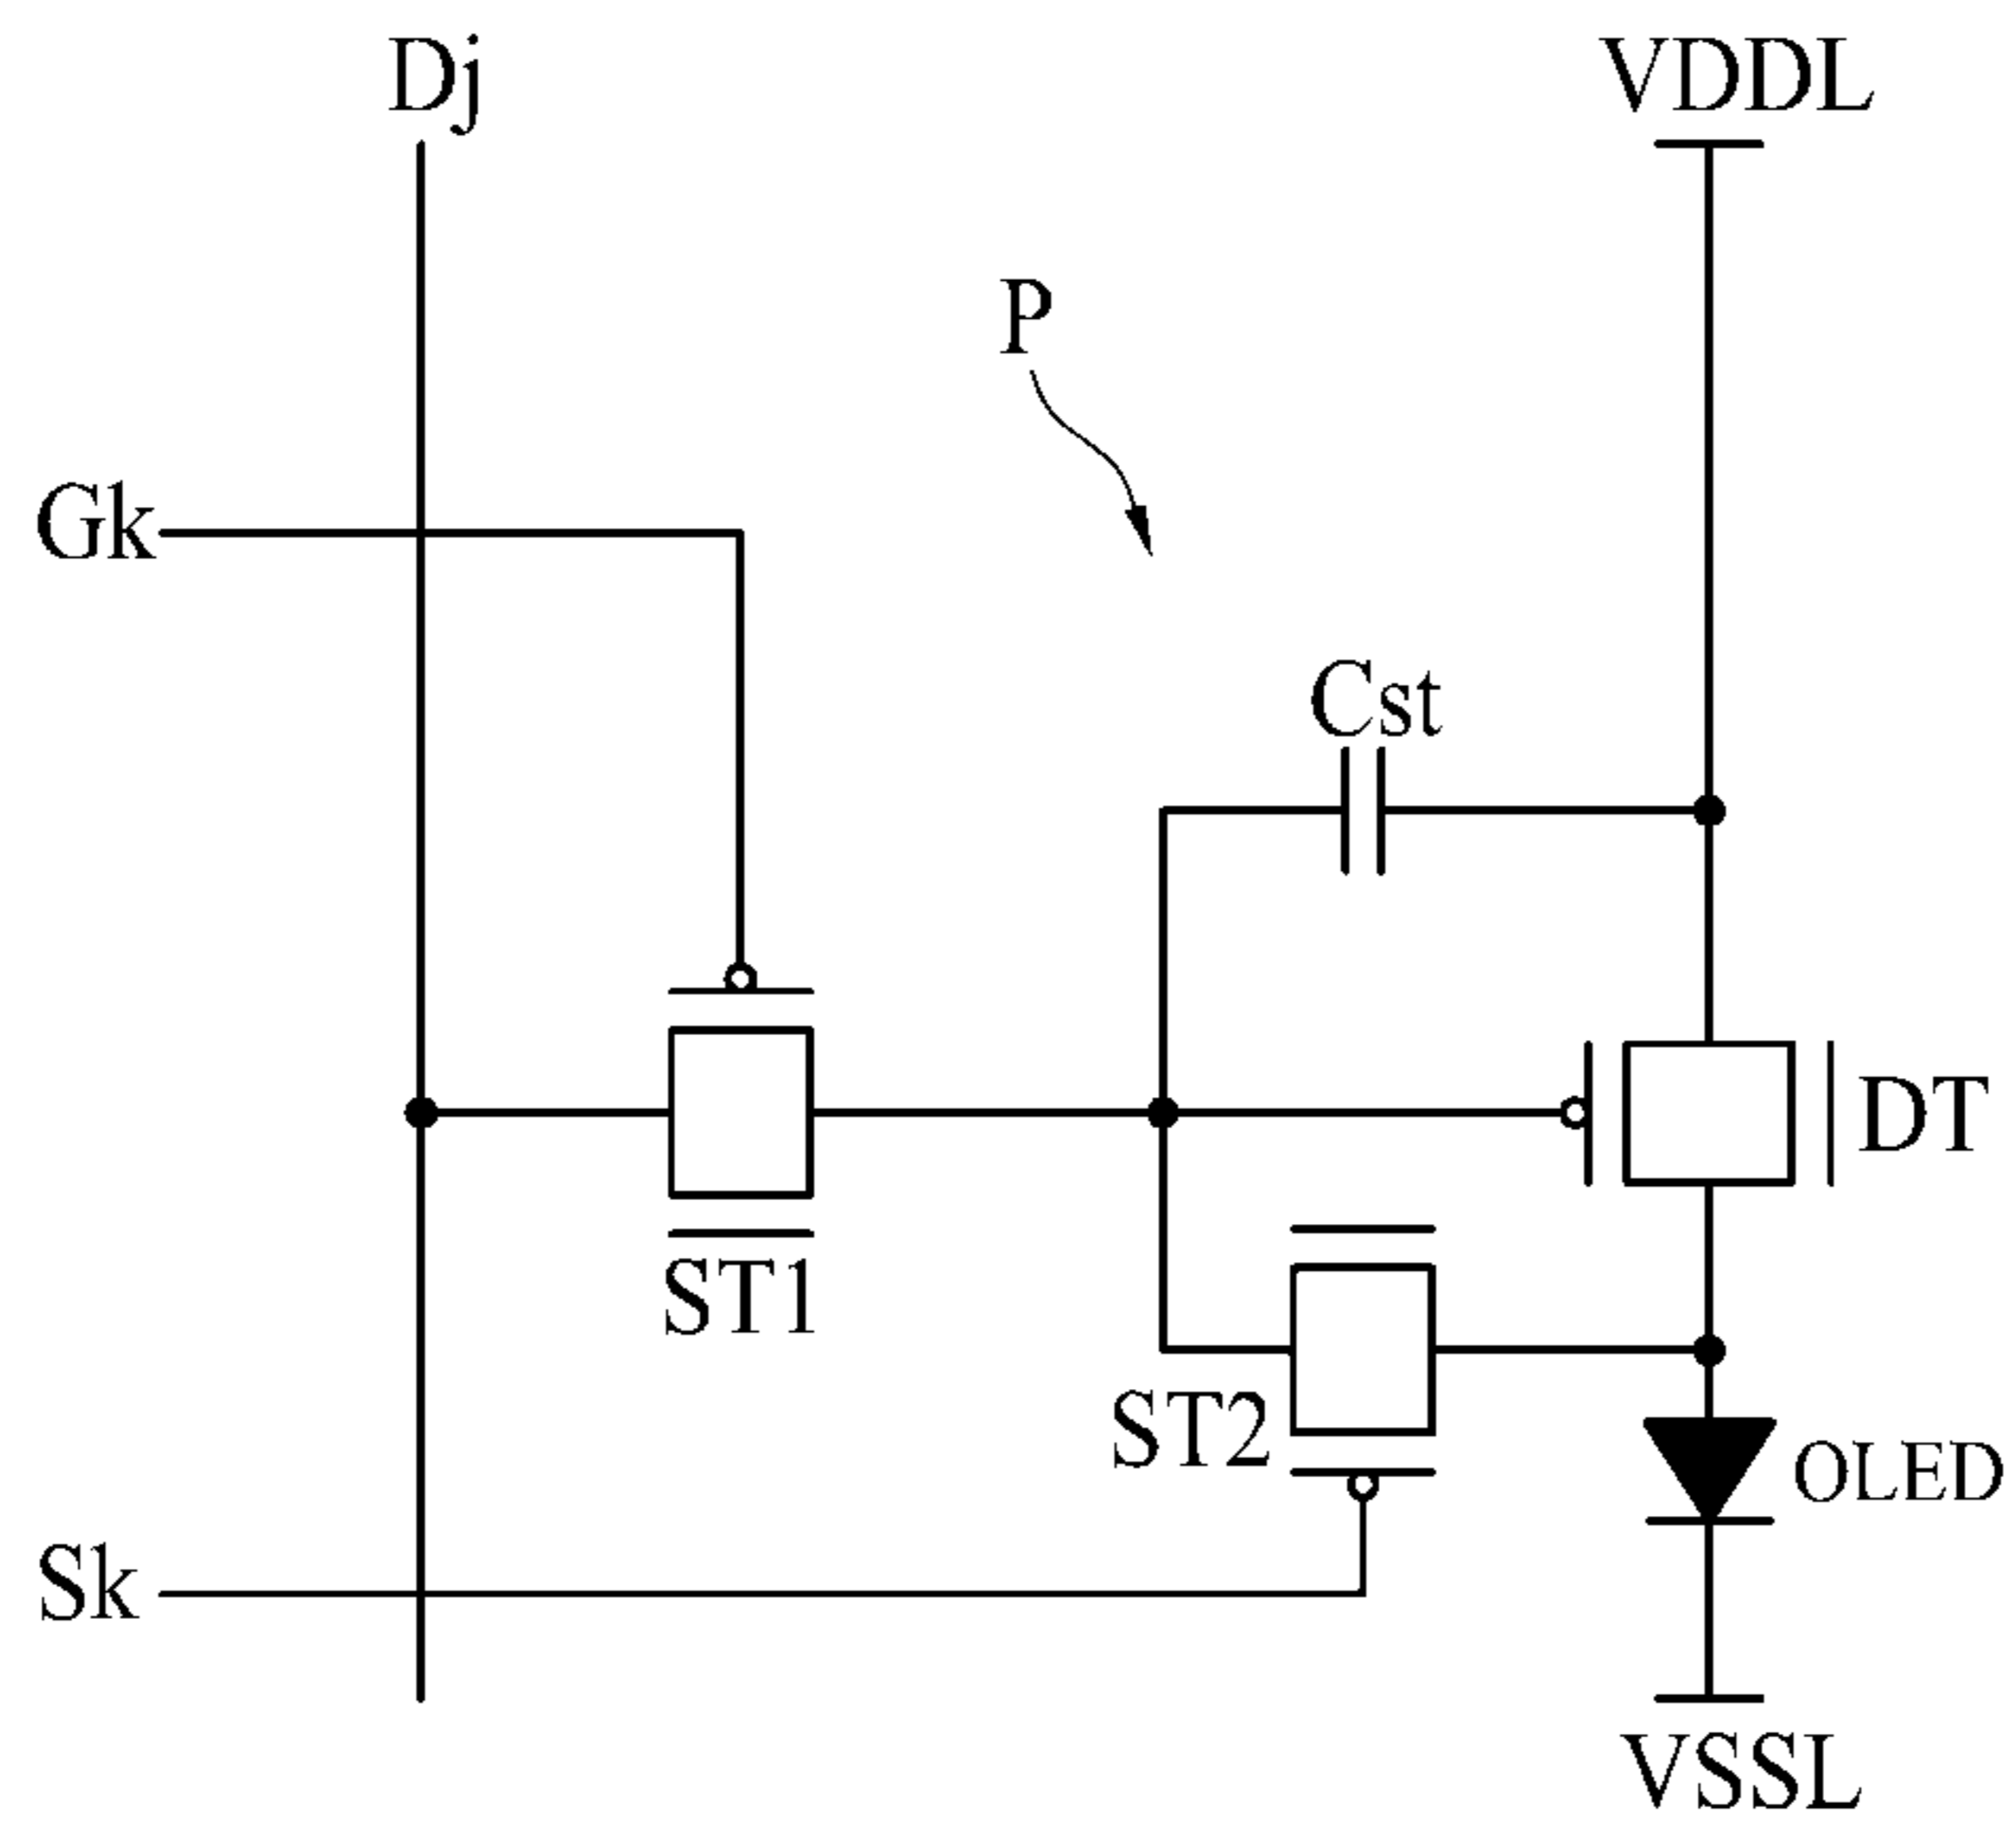 Dj
VDDL
P
Gk
Cst
DT
ST1
ST2
OLED
Sk
VSSL